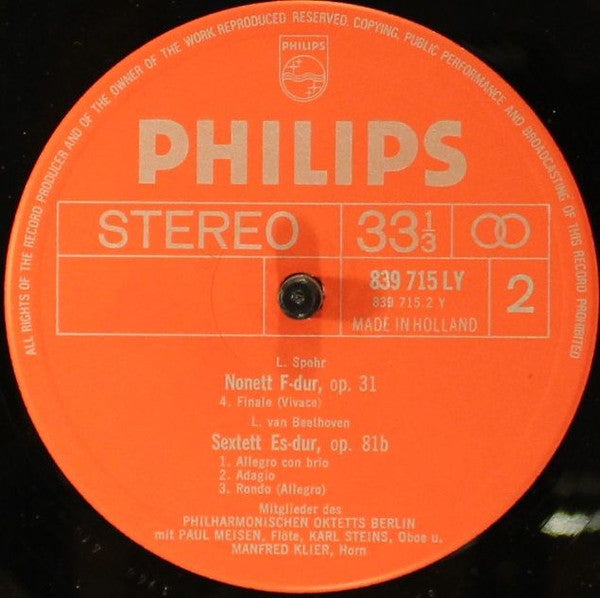 ALL RIGHTS OF THE RECORD PRODUCER AND OF THE OWNER OF THE WORK REPRODUCED RESERVED. COPYING, PUBLIC PERFORMANCE AND BROADCASTING OF THIS RECORD PROHIBITED
PHILIPS
PHILIPS
STEREO 33⅓
839 715 LY
839 715.2 Y
2
MADE IN HOLLAND
L. Spohr
Nonett F-dur, op. 31
4. Finale (Vivace)
L. van Beethoven
Sextett Es-dur, op. 81b
1. Allegro con brio
2. Adagio
3. Rondo (Allegro)
Mitglieder des
PHILHARMONISCHEN OKTETTS BERLIN
mit PAUL MEISEN, Flöte, KARL STEINS, Oboe u.
MANFRED KLIER, Horn